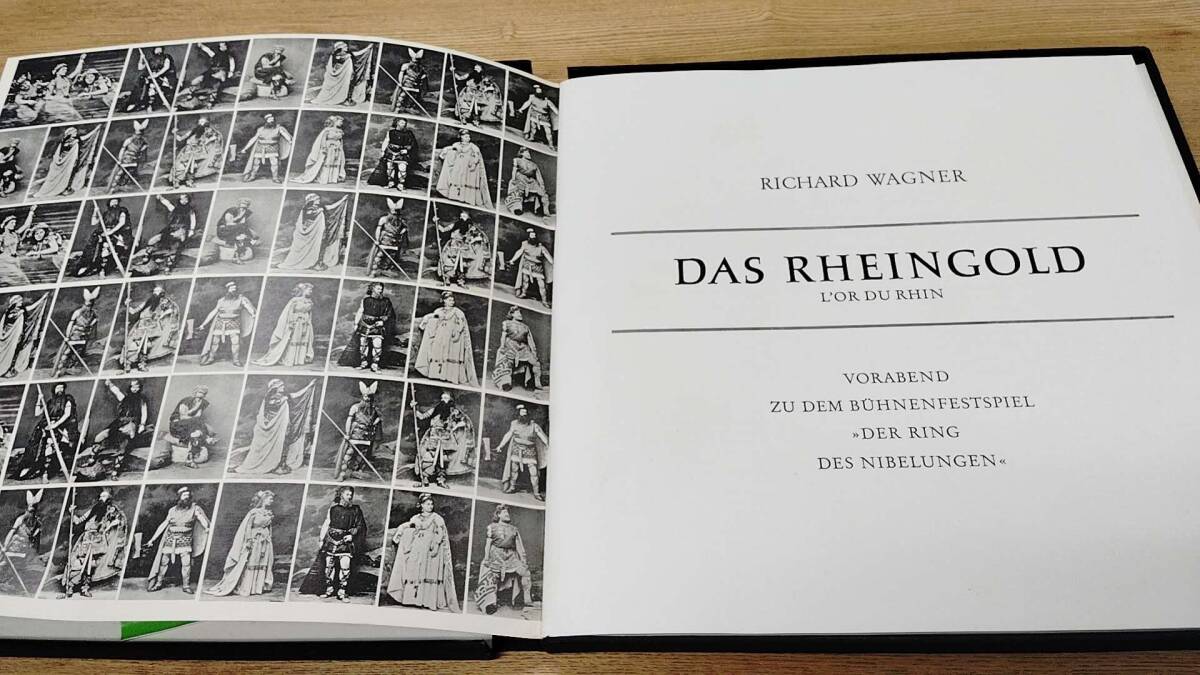 RICHARD WAGNER
DAS RHEINGOLD
L'OR DU RHIN
VORABEND
ZU DEM BÜHNENFESTSPIEL
»DER RING
DES NIBELUNGEN«